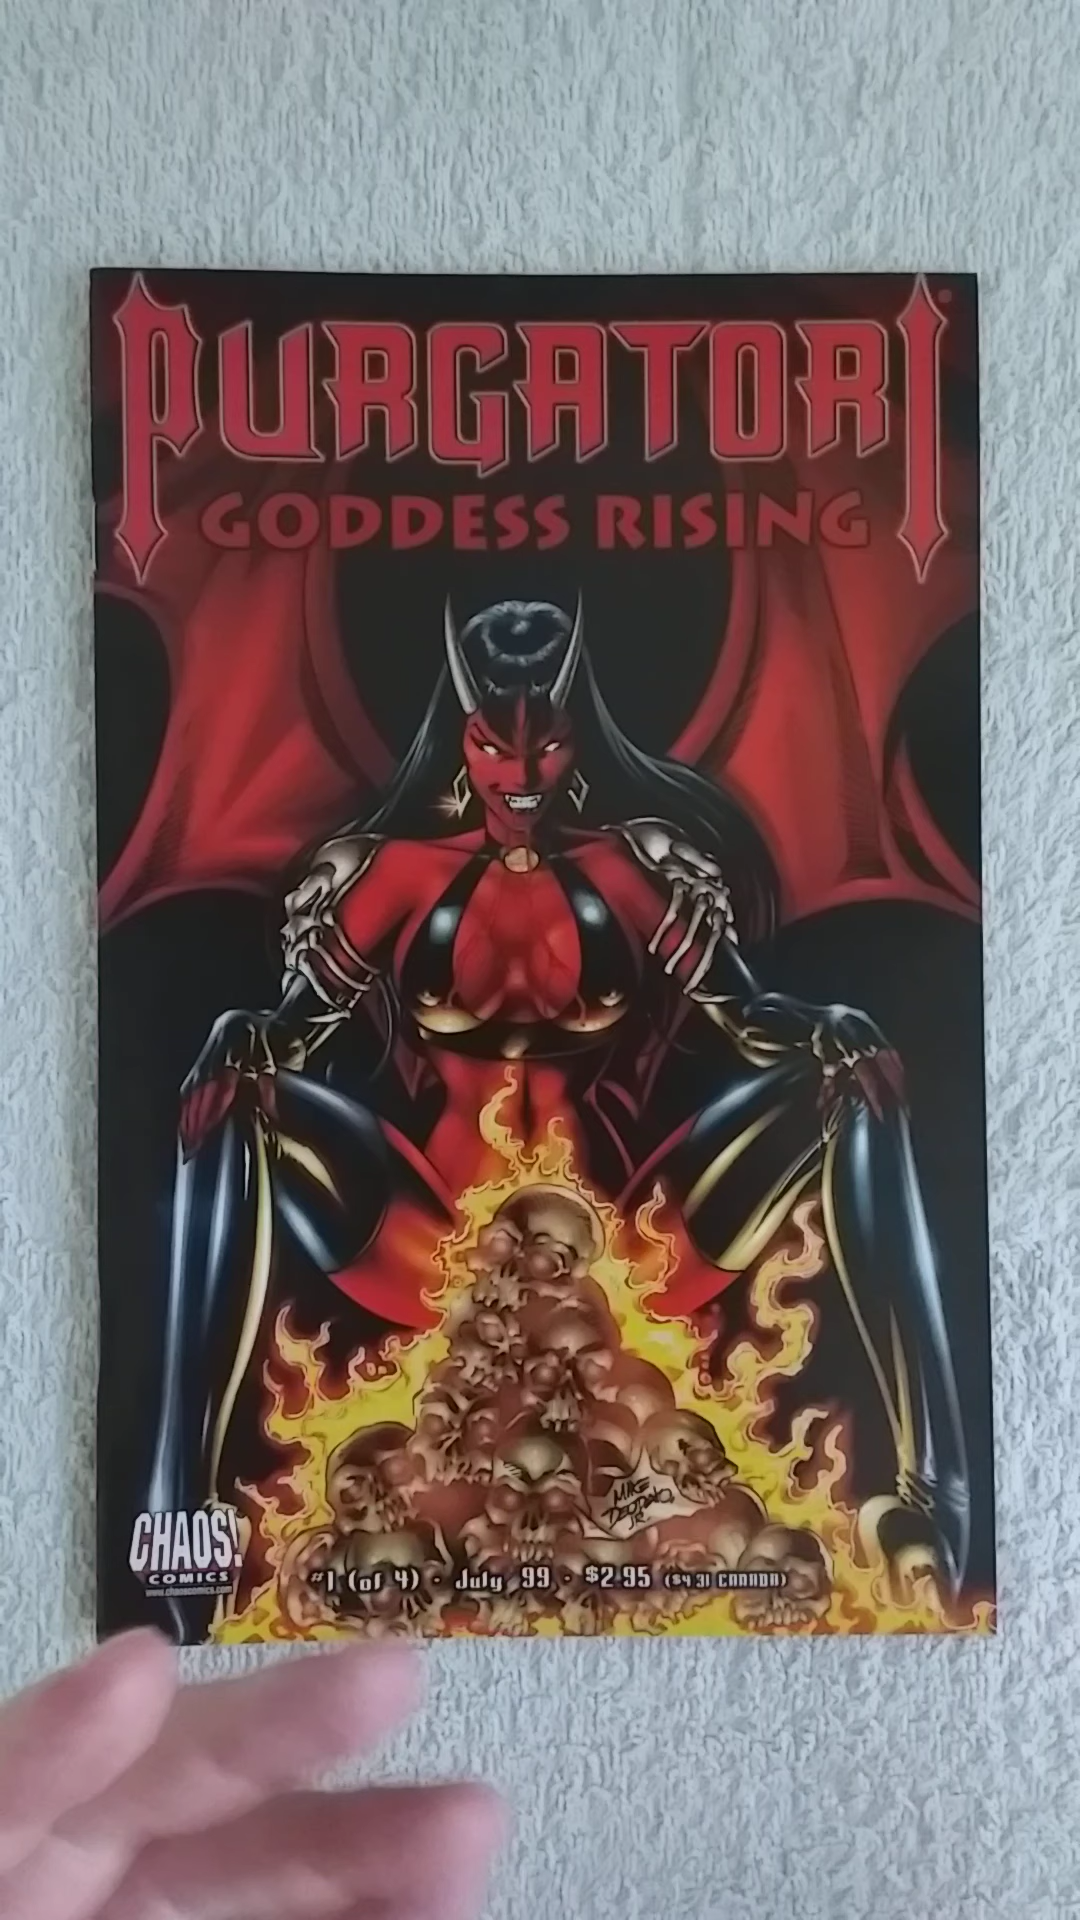 PURGATORI
GODDESS RISING
MIKE
DEODATO,
JR.
CHAOS!
COMICS
www.chaoscomics.com
#1 (of 4) - July 99 - $2.95 ($4.31 CANADA)